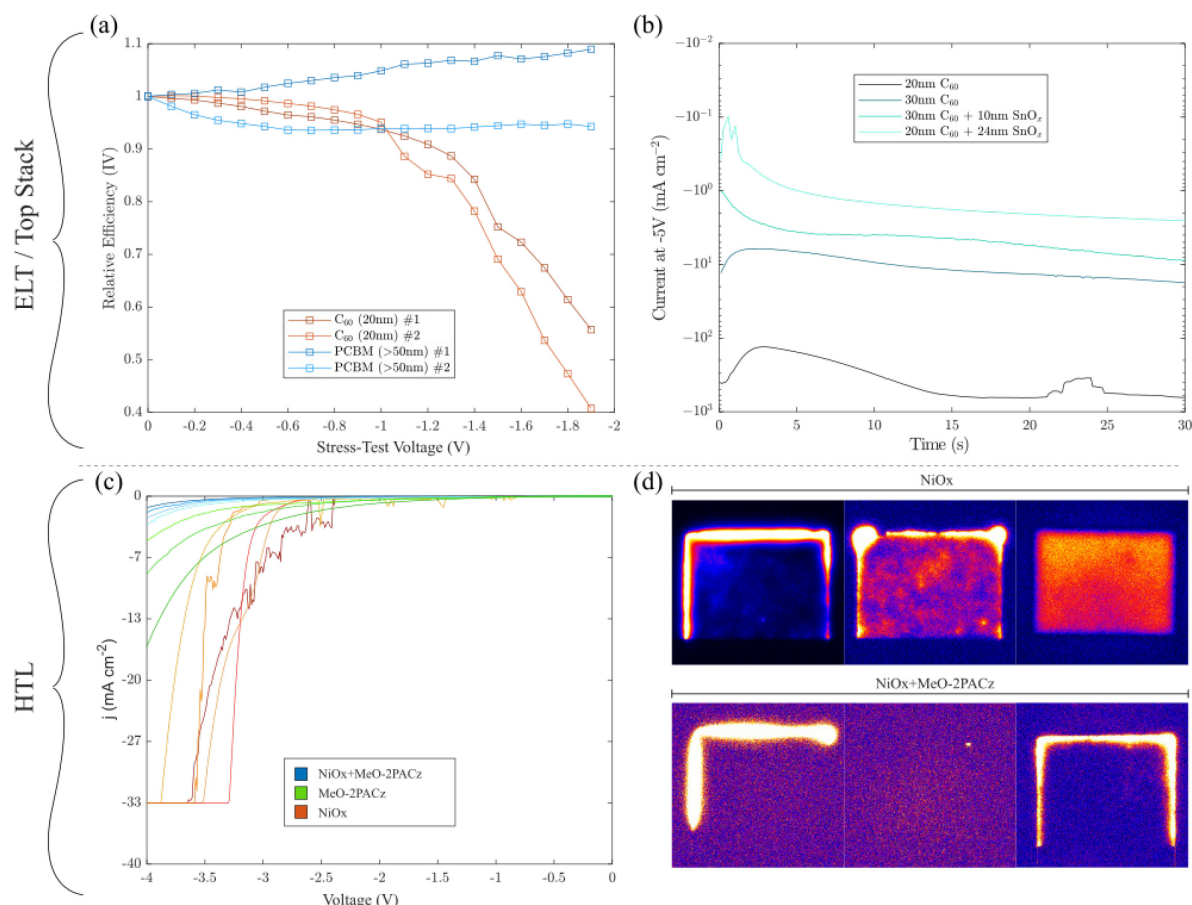 ELT / Top Stack
(a)
1.1
1
0.9
0.8
0.7
0.6
0.5
0.4
Relative Efficiency (IV)
0
-0.2
-0.4
-0.6
-0.8
-1
-1.2
-1.4
-1.6
-1.8
-2
Stress-Test Voltage (V)
C₆₀ (20nm) #1
C₆₀ (20nm) #2
PCBM (>50nm) #1
PCBM (>50nm) #2
(b)
−10⁻²
−10⁻¹
−10⁰
−10¹
−10²
−10³
Current at -5V (mA cm⁻²)
0
5
10
15
20
25
30
Time (s)
20nm C₆₀
30nm C₆₀
30nm C₆₀ + 10nm SnOₓ
20nm C₆₀ + 24nm SnOₓ
HTL
(c)
0
-7
-13
-20
-27
-33
-40
j (mA cm⁻²)
-4
-3.5
-3
-2.5
-2
-1.5
-1
-0.5
0
Voltage (V)
NiOx+MeO-2PACz
MeO-2PACz
NiOx
(d)
NiOx
NiOx+MeO-2PACz